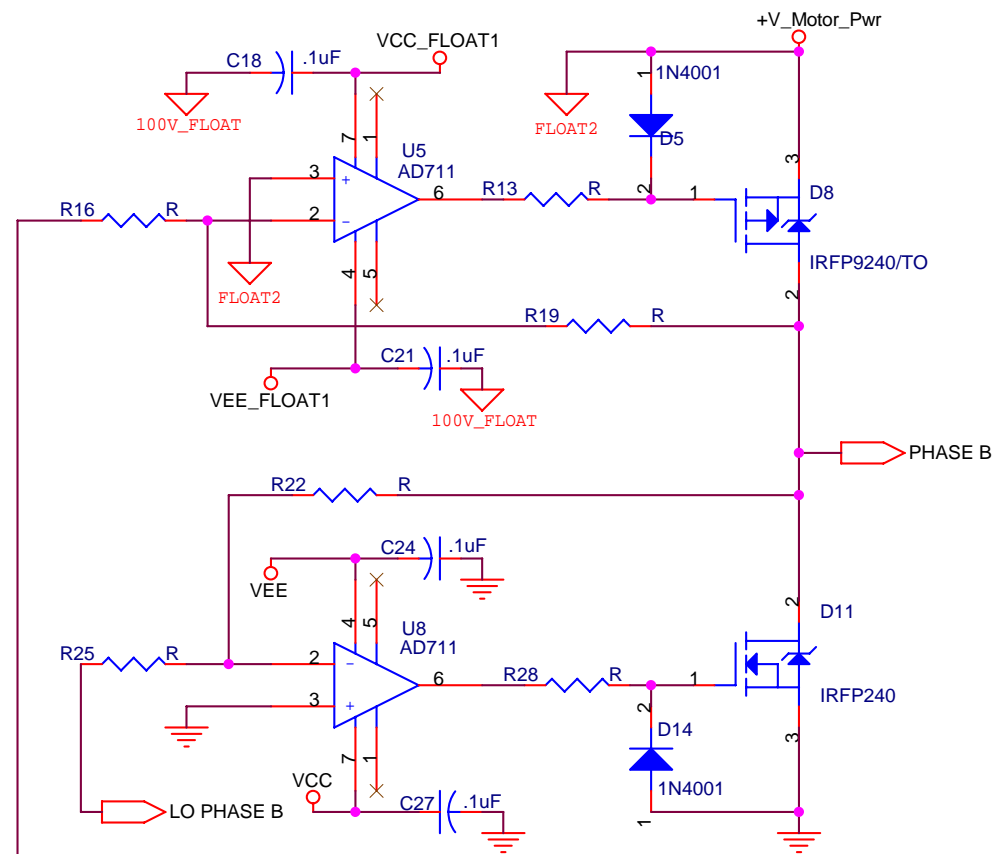 +V_Motor_Pwr
VCC_FLOAT1
C18 .1uF
100V_FLOAT
1 1N4001
FLOAT2
D5
7 1
U5
AD711
3 +
6 R13 R
2
1
3
D8
R16 R
2 −
4 5
FLOAT2
IRFP9240/TO
2
R19 R
C21 .1uF
VEE_FLOAT1
100V_FLOAT
PHASE B
R22 R
C24 .1uF
VEE
4 5
U8
AD711
2
D11
R25 R
2 −
6 R28 R
1
IRFP240
3 +
2
D14
3
7 1
VCC
1N4001
C27 .1uF
1
LO PHASE B